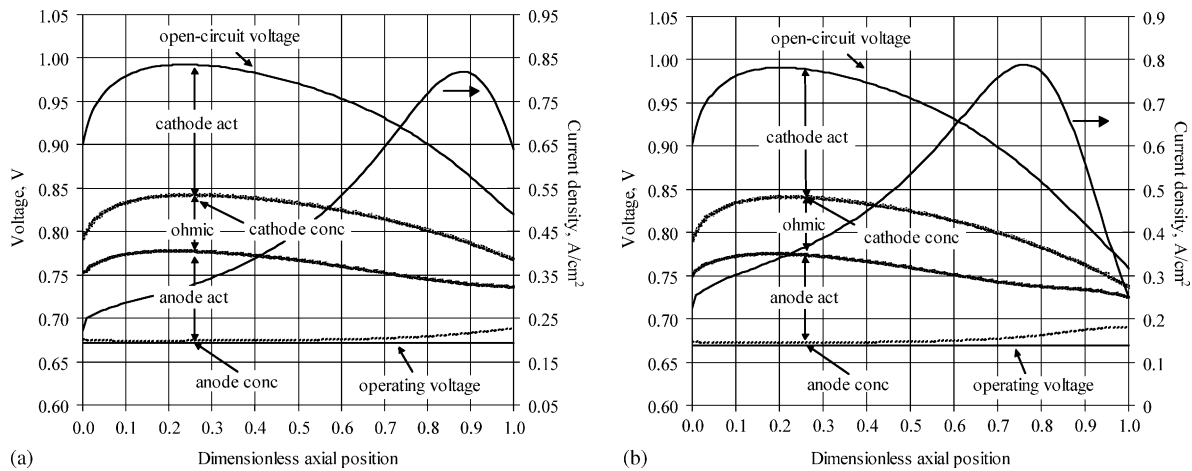 1.05
1.00
0.95
0.90
0.85
0.80
0.75
0.70
0.65
0.60
Voltage, V
0.0 0.1 0.2 0.3 0.4 0.5 0.6 0.7 0.8 0.9 1.0
Dimensionless axial position
0.95
0.85
0.75
0.65
0.55
0.45
0.35
0.25
0.15
0.05
Current density, A/cm2
open-circuit voltage
cathode act
ohmic
cathode conc
anode act
anode conc
operating voltage
(a)
1.05
1.00
0.95
0.90
0.85
0.80
0.75
0.70
0.65
0.60
Voltage, V
0.0 0.1 0.2 0.3 0.4 0.5 0.6 0.7 0.8 0.9 1.0
Dimensionless axial position
0.9
0.8
0.7
0.6
0.5
0.4
0.3
0.2
0.1
0
Current density, A/cm2
open-circuit voltage
cathode act
ohmic
cathode conc
anode act
anode conc
operating voltage
(b)